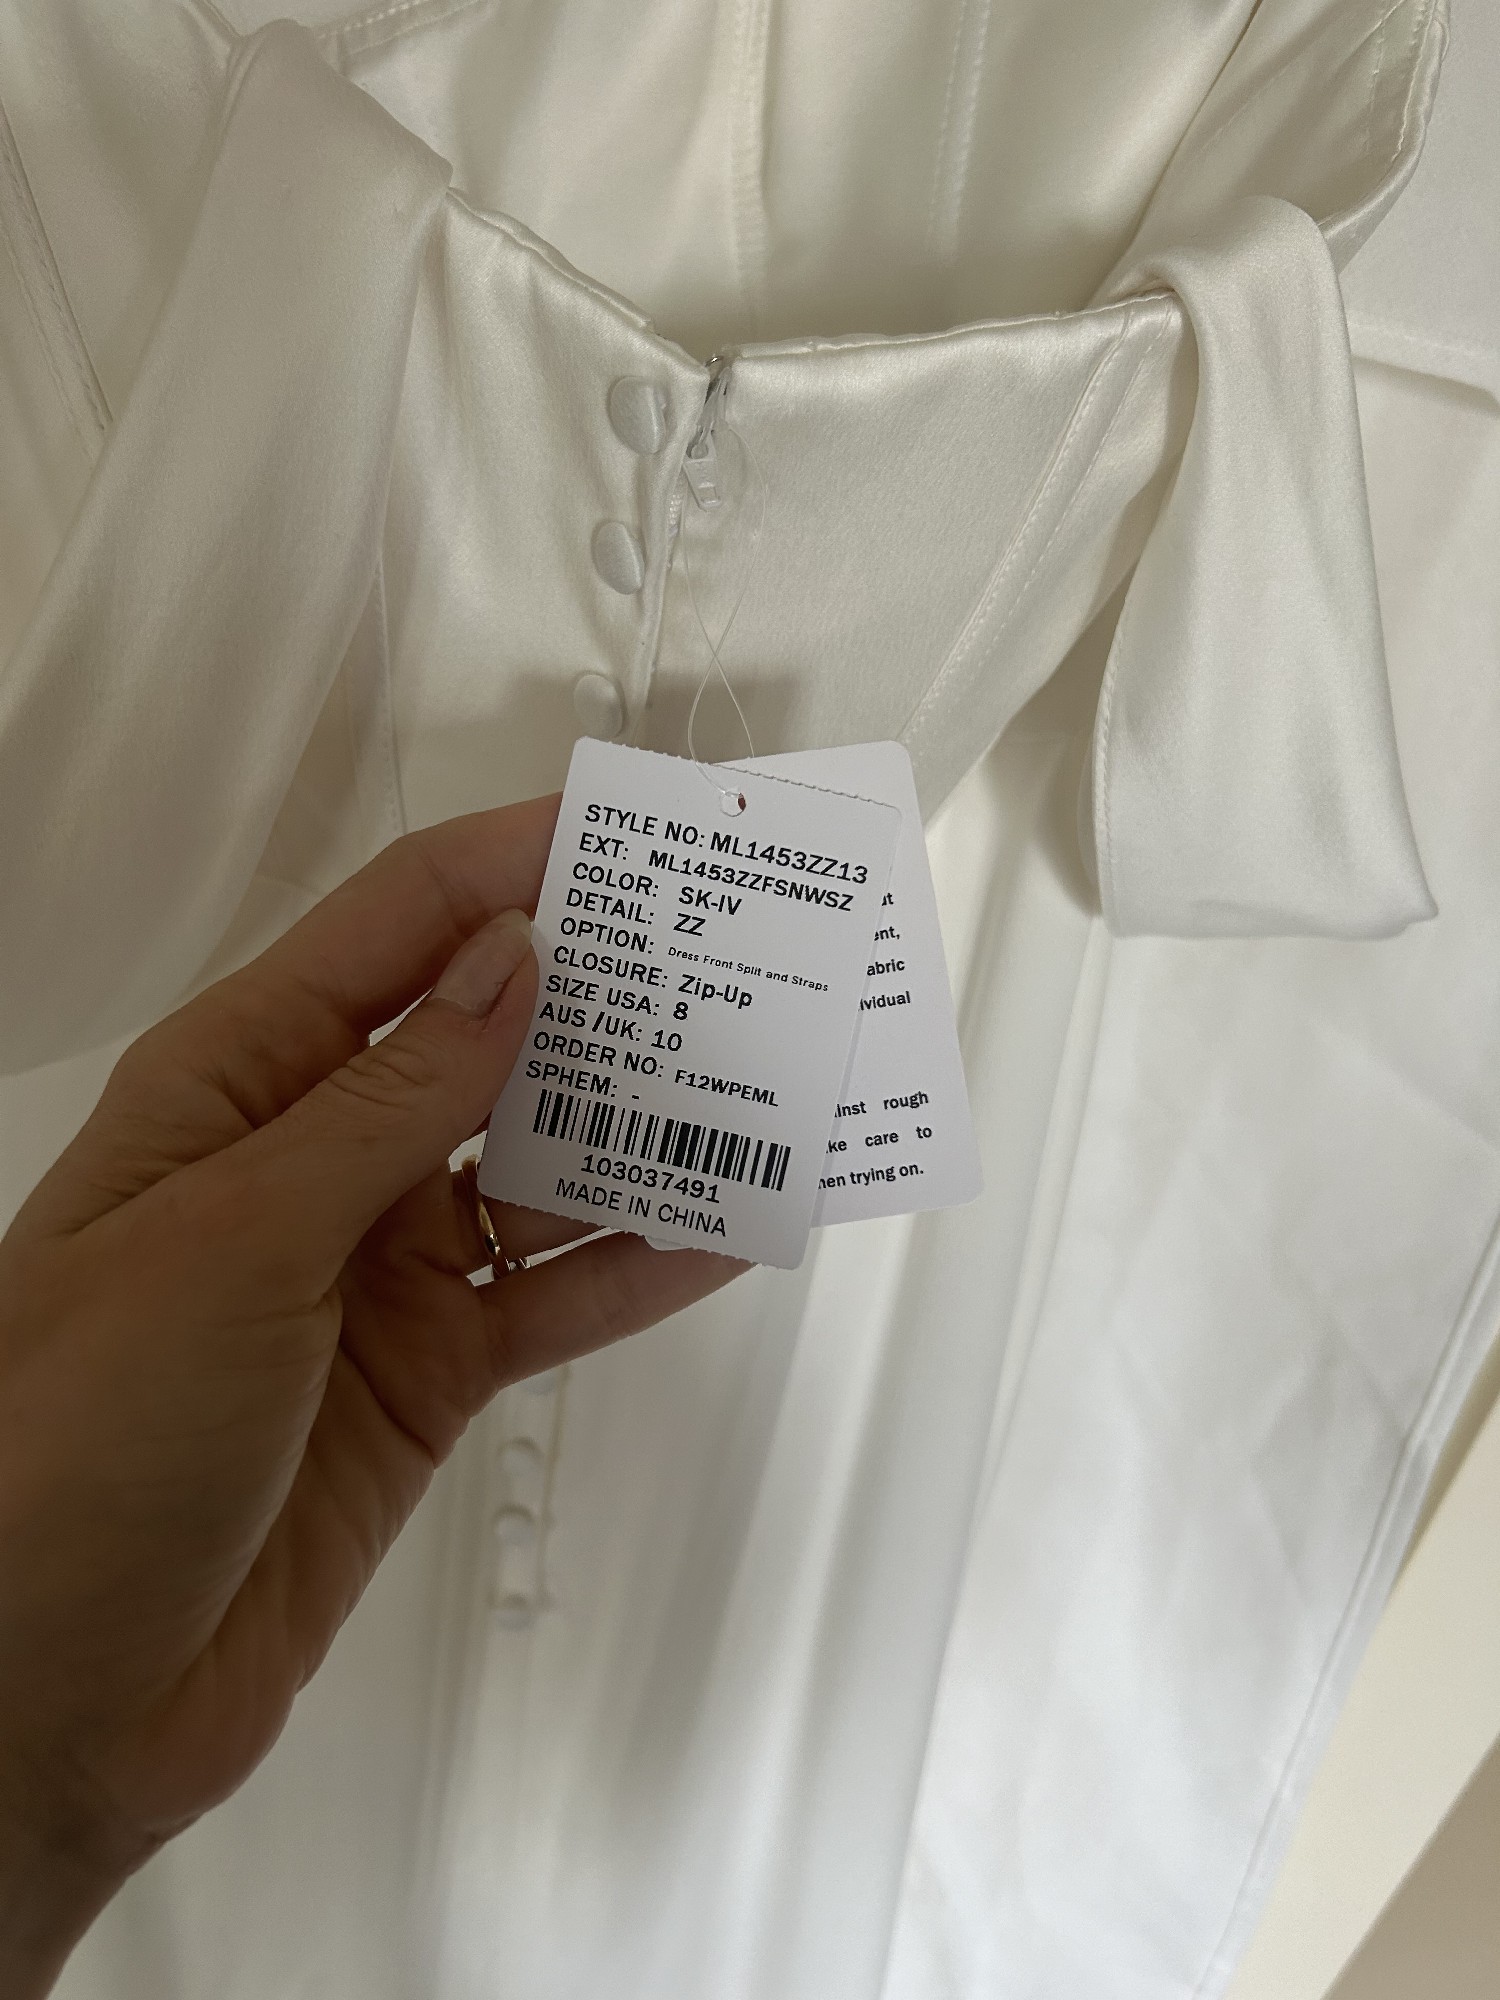 STYLE NO: ML1453ZZ13
EXT: ML1453ZZFSNWSZ
COLOR: SK-IV
DETAIL: ZZ
OPTION: Dress Front Split and Straps
CLOSURE: Zip-Up
SIZE USA: 8
AUS /UK: 10
ORDER NO: F12WPEML
SPHEM: -
103037491
MADE IN CHINA
rough
care to
trying on.